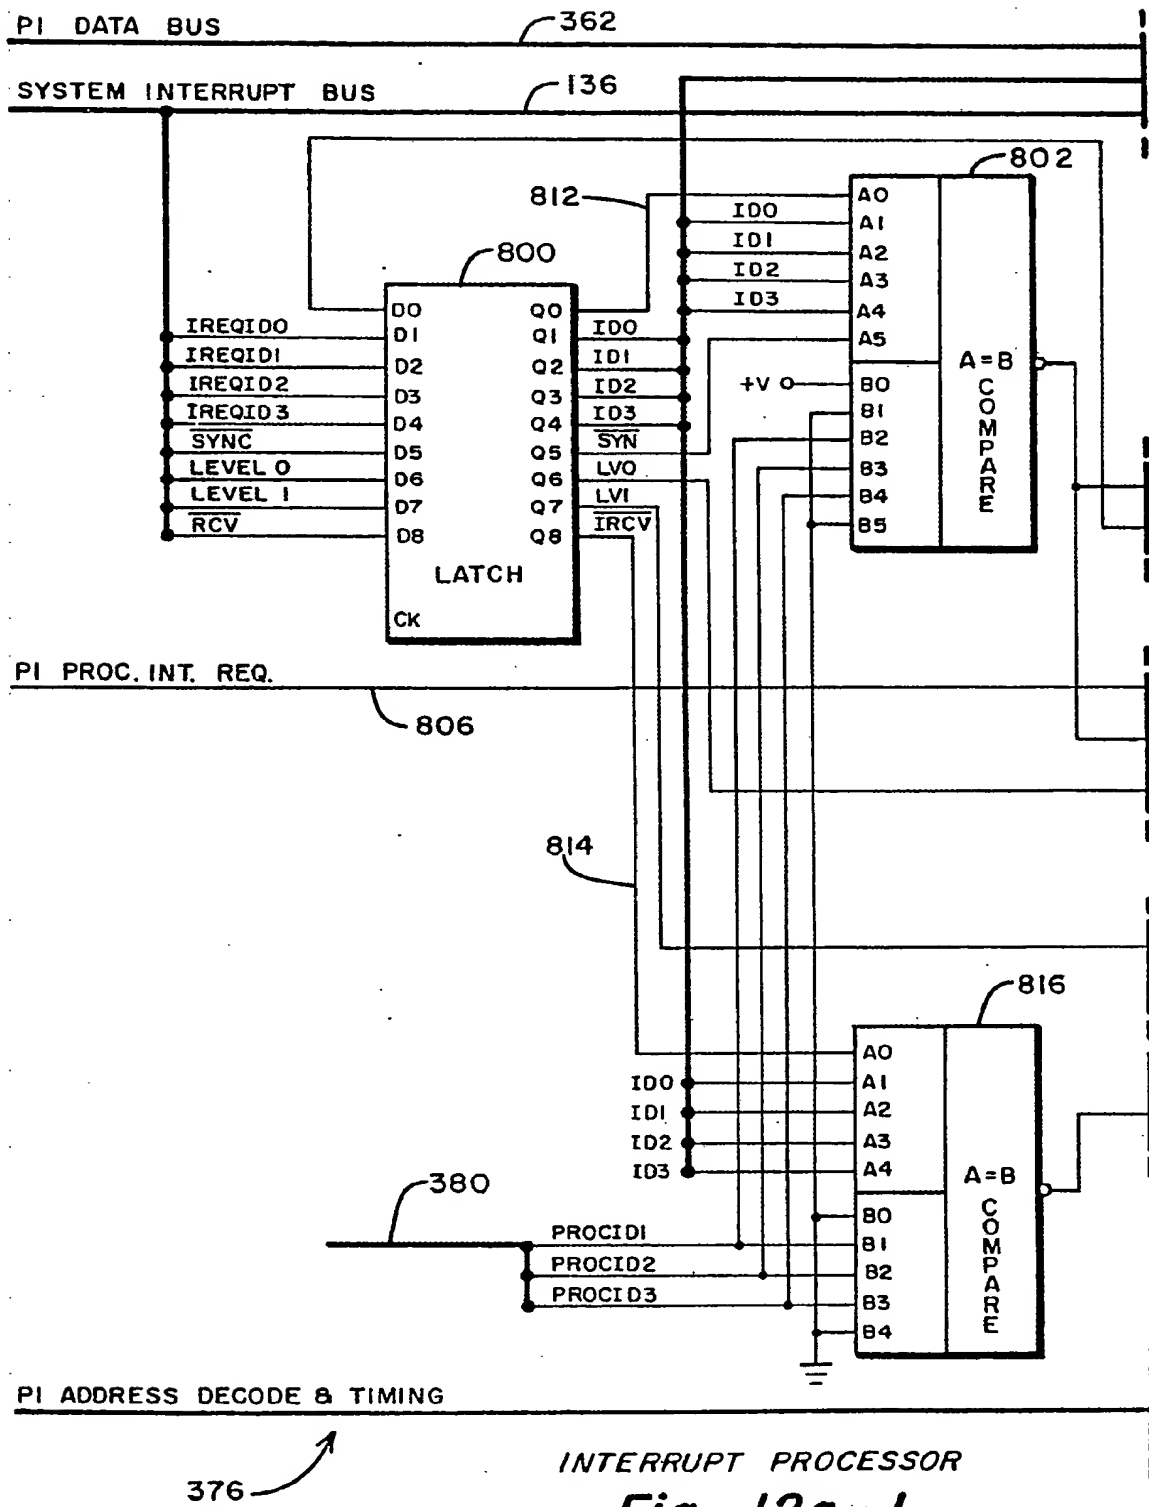 PI DATA BUS
362
SYSTEM INTERRUPT BUS
136
802
812
A0
ID0 A1
ID1 A2
ID2 A3
ID3 A4
A5
A=B
COMPARE
+V B0
B1
B2
B3
B4
B5
800
D0 Q0
IREQID0 D1 Q1 ID0
IREQID1 D2 Q2 ID1
IREQID2 D3 Q3 ID2
IREQID3 D4 Q4 ID3
SYNC D5 Q5 SYN
LEVEL 0 D6 Q6 LV0
LEVEL 1 D7 Q7 LV1
RCV D8 Q8 IRCV
LATCH
CK
PI PROC. INT. REQ.
806
814
816
A0
ID0 A1
ID1 A2
ID2 A3
ID3 A4
A=B
COMPARE
380
B0
PROCID1 B1
PROCID2 B2
PROCID3 B3
B4
PI ADDRESS DECODE & TIMING
376
INTERRUPT PROCESSOR